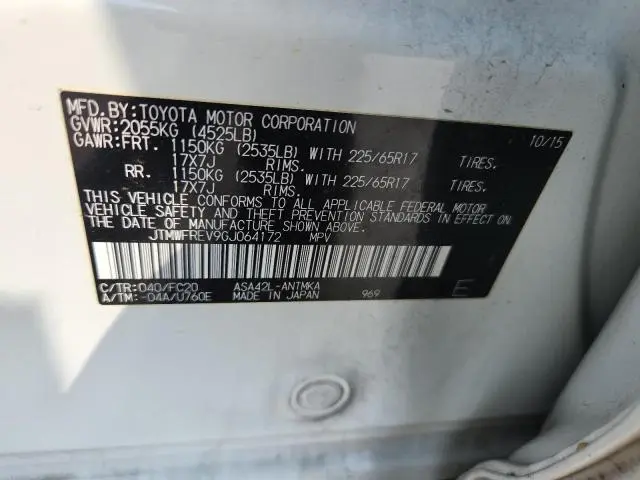 MFD.BY:TOYOTA MOTOR CORPORATION 10/15
GVWR:2055KG (4525LB)
GAWR:FRT. 1150KG (2535LB) WITH 225/65R17 TIRES.
17X7J RIMS.
RR. 1150KG (2535LB) WITH 225/65R17 TIRES.
17X7J RIMS.
THIS VEHICLE CONFORMS TO ALL APPLICABLE FEDERAL MOTOR
VEHICLE SAFETY AND THEFT PREVENTION STANDARDS IN EFFECT ON
THE DATE OF MANUFACTURE SHOWN ABOVE.
JTMWFREV9GJ064172 MPV
C/TR:040/FC20 ASA42L-ANTMKA
A/TM:-04A/U760E MADE IN JAPAN 969 E